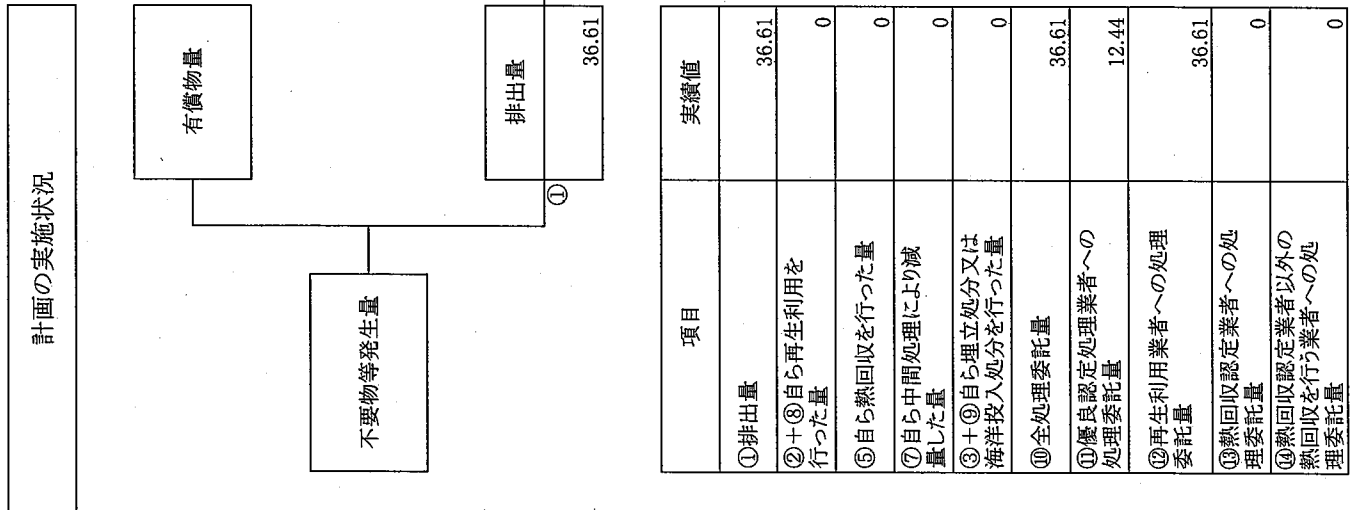 計画の実施状況
有償物量
不要物等発生量
排出量
①
36.61
項目
実績値
①排出量
36.61
②+⑧自ら再生利用を
行った量
0
⑤自ら熱回収を行った量
0
⑦自ら中間処理により減
量した量
0
③+⑨自ら埋立処分又は
海洋投入処分を行った量
0
⑩全処理委託量
36.61
⑪優良認定処理業者への
処理委託量
12.44
⑫再生利用業者への処理
委託量
36.61
⑬熱回収認定業者への処
理委託量
0
⑭熱回収認定業者以外の
熱回収を行う業者への処
理委託量
0